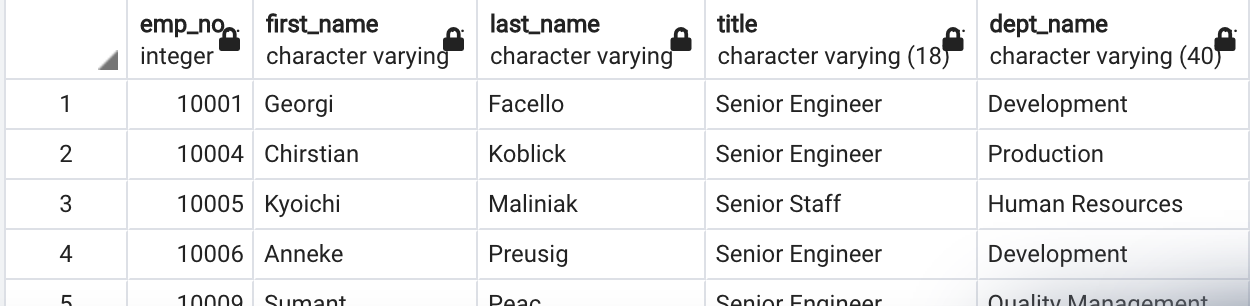 emp_no first_name last_name title dept_name
integer character varying character varying character varying (18) character varying (40)
1 10001 Georgi Facello Senior Engineer Development
2 10004 Chirstian Koblick Senior Engineer Production
3 10005 Kyoichi Maliniak Senior Staff Human Resources
4 10006 Anneke Preusig Senior Engineer Development
5 10009 Sumant Peac Senior Engineer Quality Management